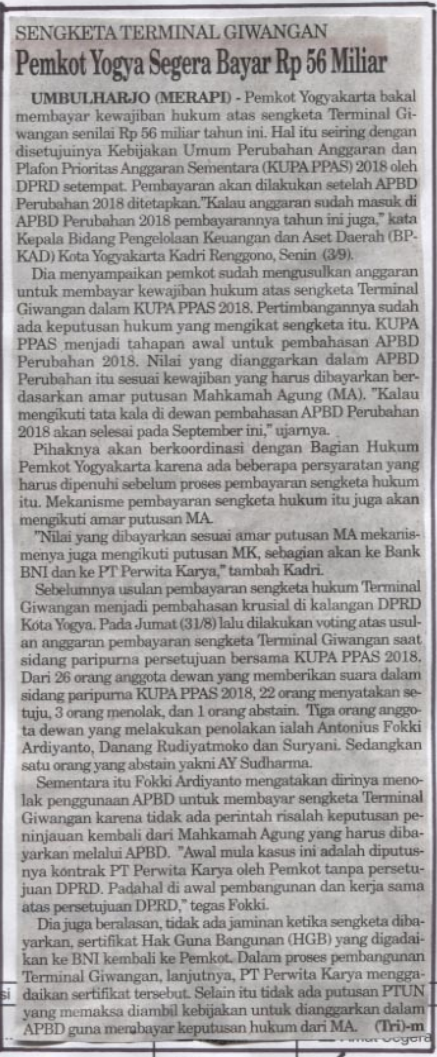 SENGKETA TERMINAL GIWANGAN
Pemkot Yogya Segera Bayar Rp 56 Miliar
UMBULHARJO (MERAPI) - Pemkot Yogyakarta bakal
membayar kewajiban hukum atas sengketa Terminal Gi-
wangan senilai Rp 56 miliar tahun ini. Hal itu seiring dengan
disetujuinya Kebijakan Umum Perubahan Anggaran dan
Plafon Prioritas Anggaran Sementara (KUPA PPAS) 2018 oleh
DPRD setempat. Pembayaran akan dilakukan setelah APBD
Perubahan 2018 ditetapkan."Kalau anggaran sudah masuk di
APBD Perubahan 2018 pembayarannya tahun ini juga," kata
Kepala Bidang Pengelolaan Keuangan dan Aset Daerah (BP-
KAD) Kota Yogyakarta Kadri Renggono, Senin (3/9).
Dia menyampaikan pemkot sudah mengusulkan anggaran
untuk membayar kewajiban hukum atas sengketa Terminal
Giwangan dalam KUPA PPAS 2018. Pertimbangannya sudah
ada keputusan hukum yang mengikat sengketa itu. KUPA
PPAS menjadi tahapan awal untuk pembahasan APBD
Perubahan 2018. Nilai yang dianggarkan dalam APBD
Perubahan itu sesuai kewajiban yang harus dibayarkan ber-
dasarkan amar putusan Mahkamah Agung (MA). "Kalau
mengikuti tata kala di dewan pembahasan APBD Perubahan
2018 akan selesai pada September ini," ujarnya.
Pihaknya akan berkoordinasi dengan Bagian Hukum
Pemkot Yogyakarta karena ada beberapa persyaratan yang
harus dipenuhi sebelum proses pembayaran sengketa hukum
itu. Mekanisme pembayaran sengketa hukum itu juga akan
mengikuti amar putusan MA.
"Nilai yang dibayarkan sesuai amar putusan MA mekanis-
menya juga mengikuti putusan MK, sebagian akan ke Bank
BNI dan ke PT Perwita Karya," tambah Kadri.
Sebelumnya usulan pembayaran sengketa hukum Terminal
Giwangan menjadi pembahasan krusial di kalangan DPRD
Kota Yogya. Pada Jumat (31/8) lalu dilakukan voting atas usul-
an anggaran pembayaran sengketa Terminal Giwangan saat
sidang paripurna persetujuan bersama KUPA PPAS 2018.
Dari 26 orang anggota dewan yang memberikan suara dalam
sidang paripurna KUPA PPAS 2018, 22 orang menyatakan se-
tuju, 3 orang menolak, dan 1 orang abstain. Tiga orang anggo-
ta dewan yang melakukan penolakan ialah Antonius Fokki
Ardiyanto, Danang Rudiyatmoko dan Suryani. Sedangkan
satu orang yang abstain yakni AY Sudharma.
Sementara itu Fokki Ardiyanto mengatakan dirinya meno-
lak penggunaan APBD untuk membayar sengketa Terminal
Giwangan karena tidak ada perintah risalah keputusan pe-
ninjauan kembali dari Mahkamah Agung yang harus diba-
yarkan melalui APBD. "Awal mula kasus ini adalah diputus-
nya kontrak PT Perwita Karya oleh Pemkot tanpa persetu-
juan DPRD. Padahal di awal pembangunan dan kerja sama
atas persetujuan DPRD," tegas Fokki.
Dia juga beralasan, tidak ada jaminan ketika sengketa diba-
yarkan, sertifikat Hak Guna Bangunan (HGB) yang digadai-
kan ke BNI kembali ke Pemkot. Dalam proses pembangunan
Terminal Giwangan, lanjutnya, PT Perwita Karya mengga-
daikan sertifikat tersebut. Selain itu tidak ada putusan PTUN
yang memaksa diambil kebijakan untuk dianggarkan dalam
APBD guna membayar keputusan hukum dari MA. (Tri)-m
si